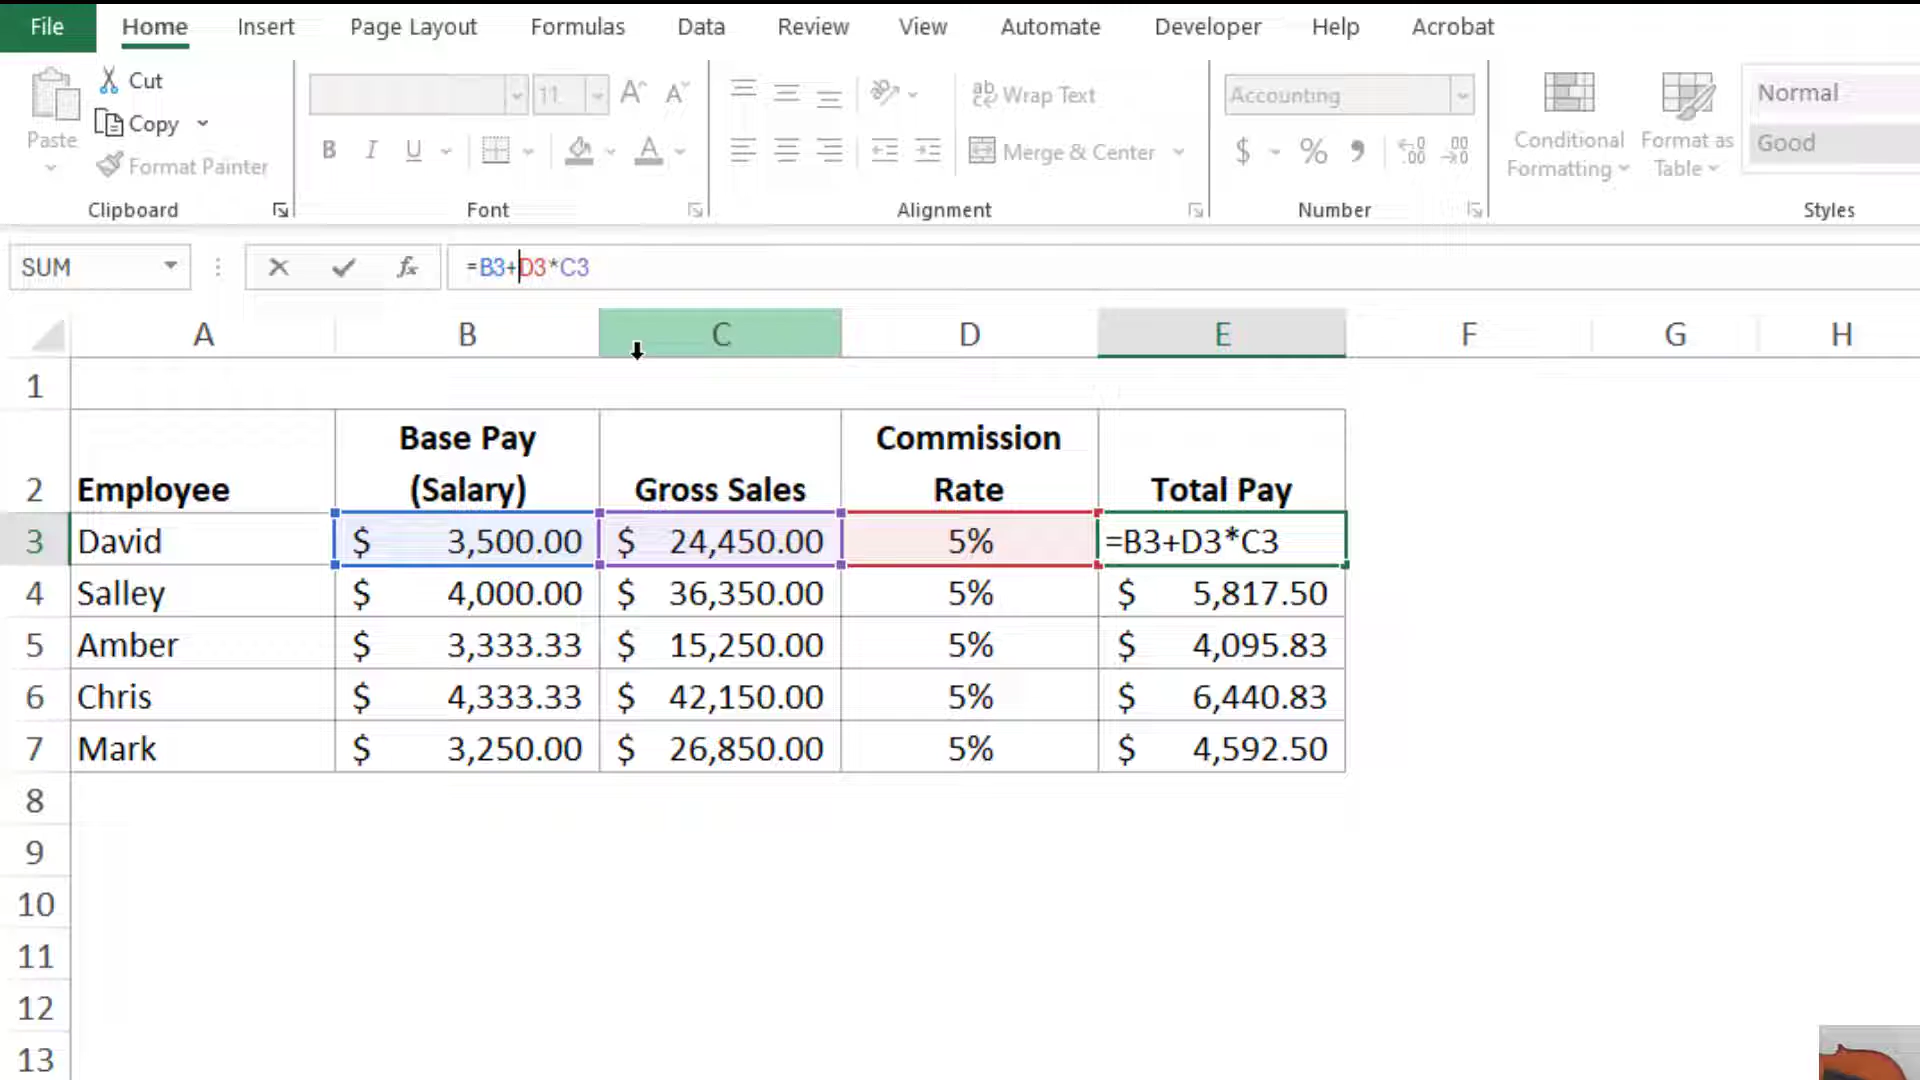 File Home Insert Page Layout Formulas Data Review View Automate Developer Help Acrobat
Cut
Copy
Paste
Format Painter
11 A A
B I U A
ab Wrap Text
Merge & Center
Accounting
$ % 9 .00 .00
Conditional Formatting
Format as Table
Normal
Good
Clipboard Font Alignment Number Styles
SUM fx =B3+D3*C3
A B C D E F G H
1
2 Employee Base Pay (Salary) Gross Sales Commission Rate Total Pay
3 David $ 3,500.00 $ 24,450.00 5% =B3+D3*C3
4 Salley $ 4,000.00 $ 36,350.00 5% $ 5,817.50
5 Amber $ 3,333.33 $ 15,250.00 5% $ 4,095.83
6 Chris $ 4,333.33 $ 42,150.00 5% $ 6,440.83
7 Mark $ 3,250.00 $ 26,850.00 5% $ 4,592.50
8
9
10
11
12
13